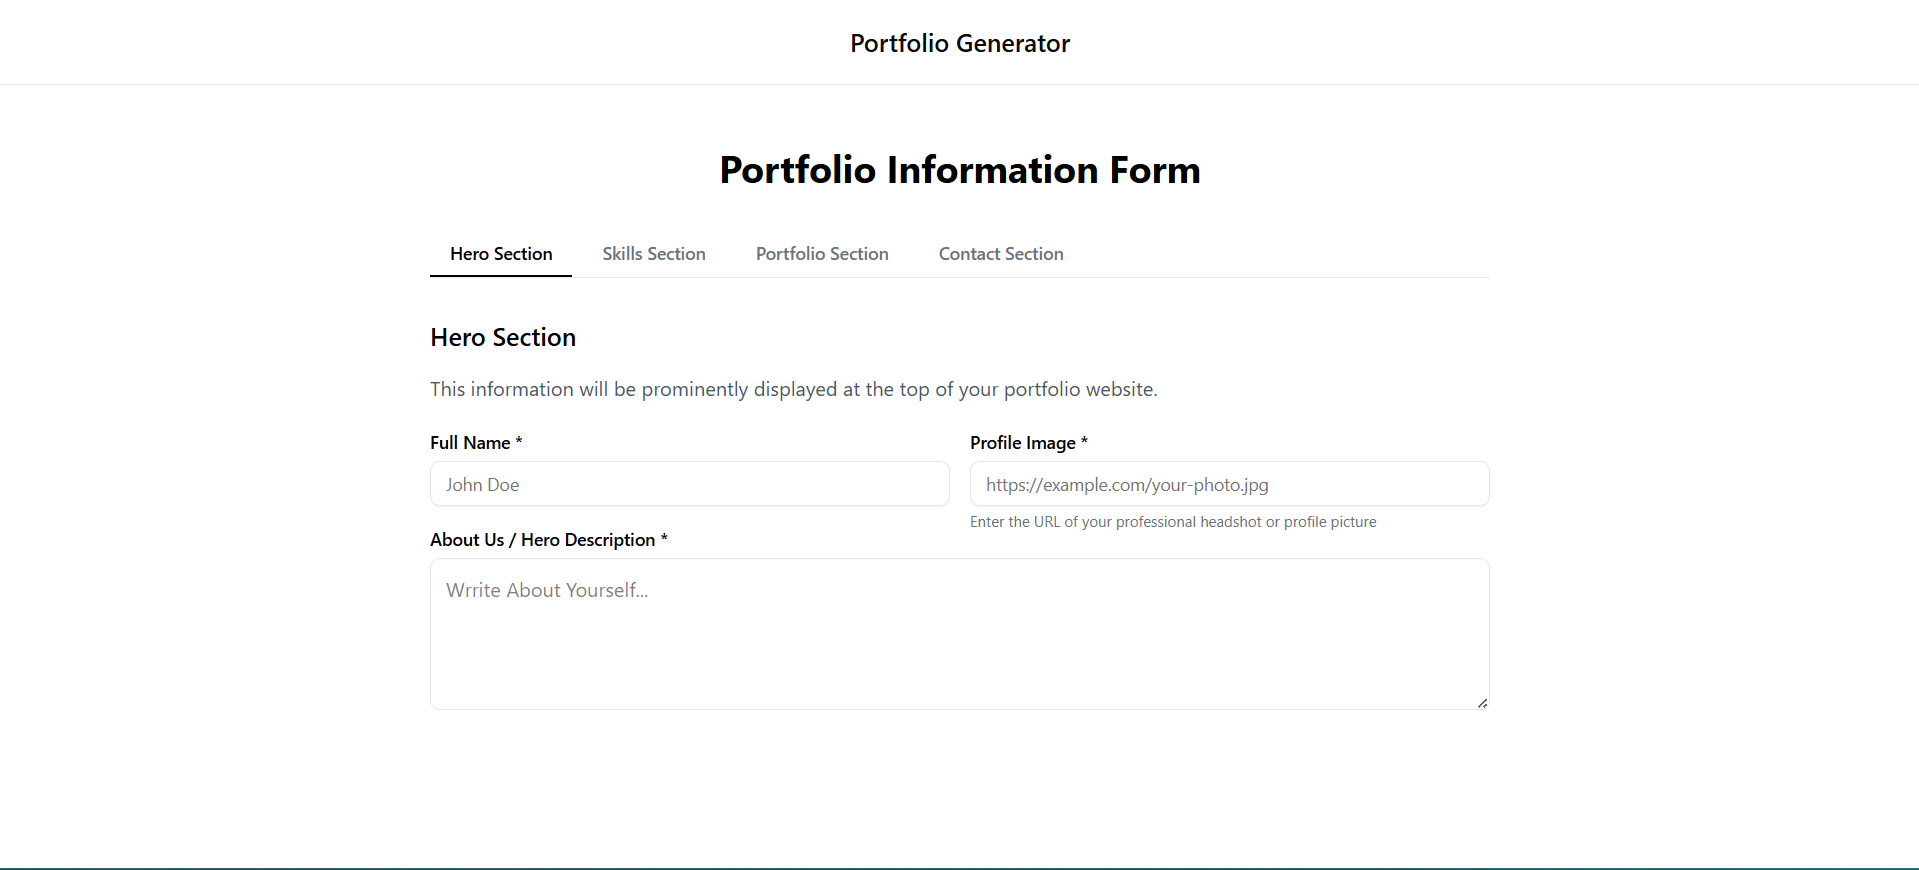 Portfolio Generator
Portfolio Information Form
Hero Section Skills Section Portfolio Section Contact Section
Hero Section
This information will be prominently displayed at the top of your portfolio website.
Full Name *
John Doe
Profile Image *
https://example.com/your-photo.jpg
Enter the URL of your professional headshot or profile picture
About Us / Hero Description *
Wrrite About Yourself...